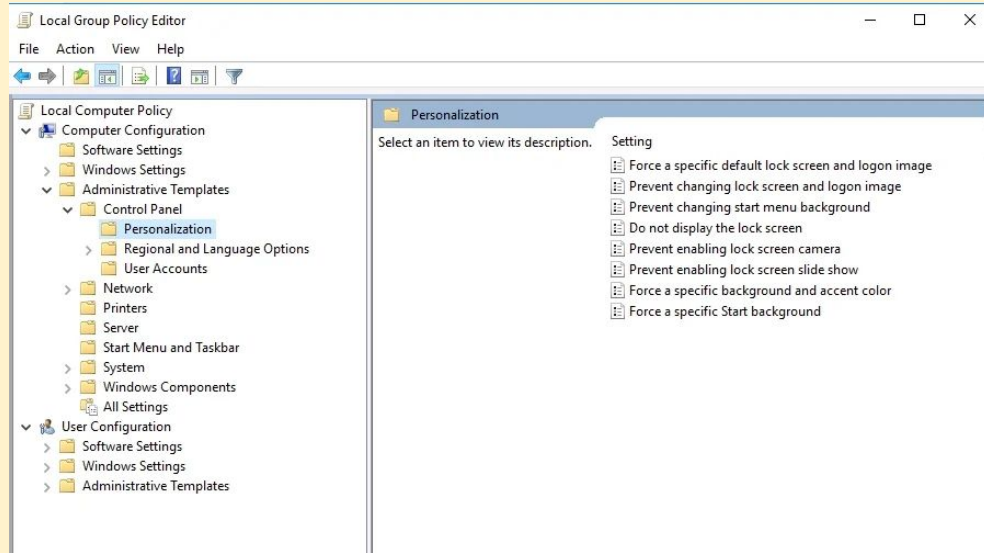 Local Group Policy Editor
File Action View Help
Local Computer Policy
Computer Configuration
Software Settings
Windows Settings
Administrative Templates
Control Panel
Personalization
Regional and Language Options
User Accounts
Network
Printers
Server
Start Menu and Taskbar
System
Windows Components
All Settings
User Configuration
Software Settings
Windows Settings
Administrative Templates
Personalization
Select an item to view its description.
Setting
Force a specific default lock screen and logon image
Prevent changing lock screen and logon image
Prevent changing start menu background
Do not display the lock screen
Prevent enabling lock screen camera
Prevent enabling lock screen slide show
Force a specific background and accent color
Force a specific Start background